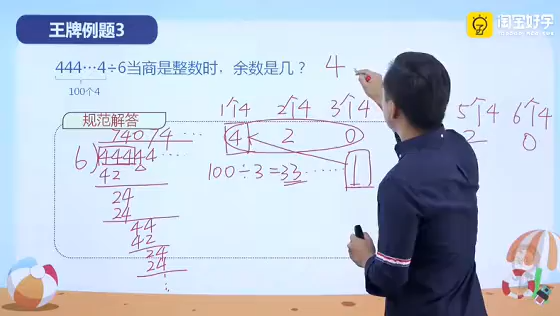 王牌例题3
淘宝好学
444…4÷6当商是整数时，余数是几？ 4
100个4
规范解答
1个4 2个4 3个4 5个4 6个4
4 2 0 2 0
100÷3=33……1
74074…
6 44444…
42
24
24
44
42
24
24